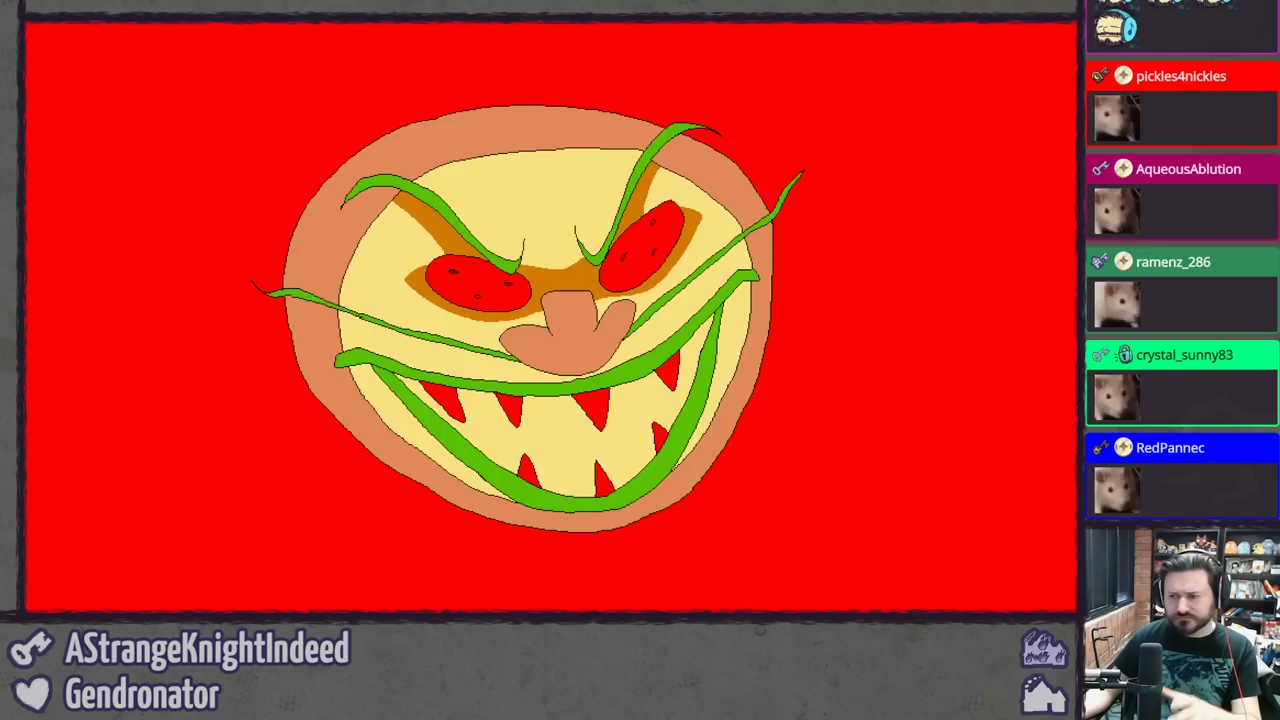 pickles4nickles
AqueousAblution
ramenz_286
crystal_sunny83
RedPannec
AStrangeKnightIndeed
Gendronator